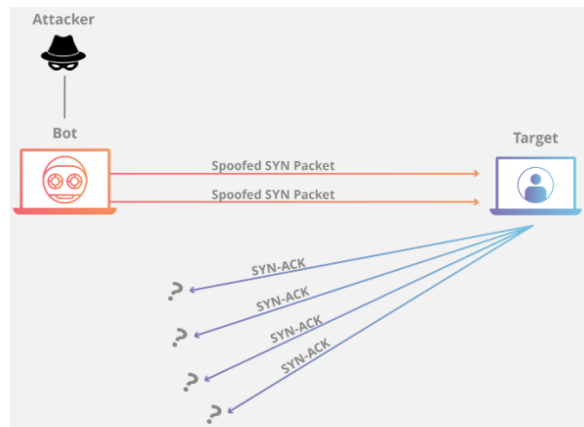 Attacker
Bot
Target
Spoofed SYN Packet
Spoofed SYN Packet
SYN-ACK
?
SYN-ACK
?
SYN-ACK
?
SYN-ACK
?